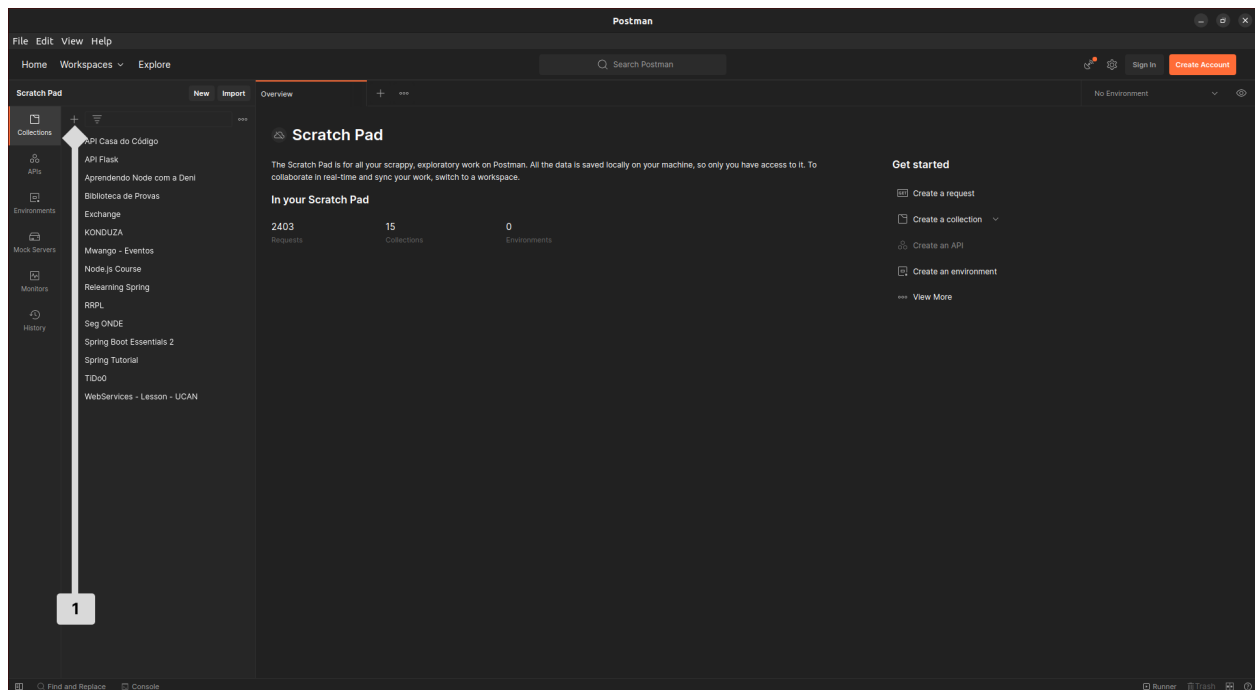 Postman
File Edit View Help
Home Workspaces Explore
Search Postman
Sign In
Create Account
Scratch Pad
New Import
Overview
No Environment
Collections
APIs
Environments
Mock Servers
Monitors
History
API Casa do Código
API Flask
Aprendendo Node com a Deni
Biblioteca de Provas
Exchange
KONDUZA
Mwango - Eventos
Node.js Course
Relearning Spring
RRPL
Seg ONDE
Spring Boot Essentials 2
Spring Tutorial
TiDo0
WebServices - Lesson - UCAN
1
Scratch Pad
The Scratch Pad is for all your scrappy, exploratory work on Postman. All the data is saved locally on your machine, so only you have access to it. To
collaborate in real-time and sync your work, switch to a workspace.
In your Scratch Pad
2403 15 0
Requests Collections Environments
Get started
GET Create a request
Create a collection
Create an API
Create an environment
View More
Find and Replace Console
Runner Trash